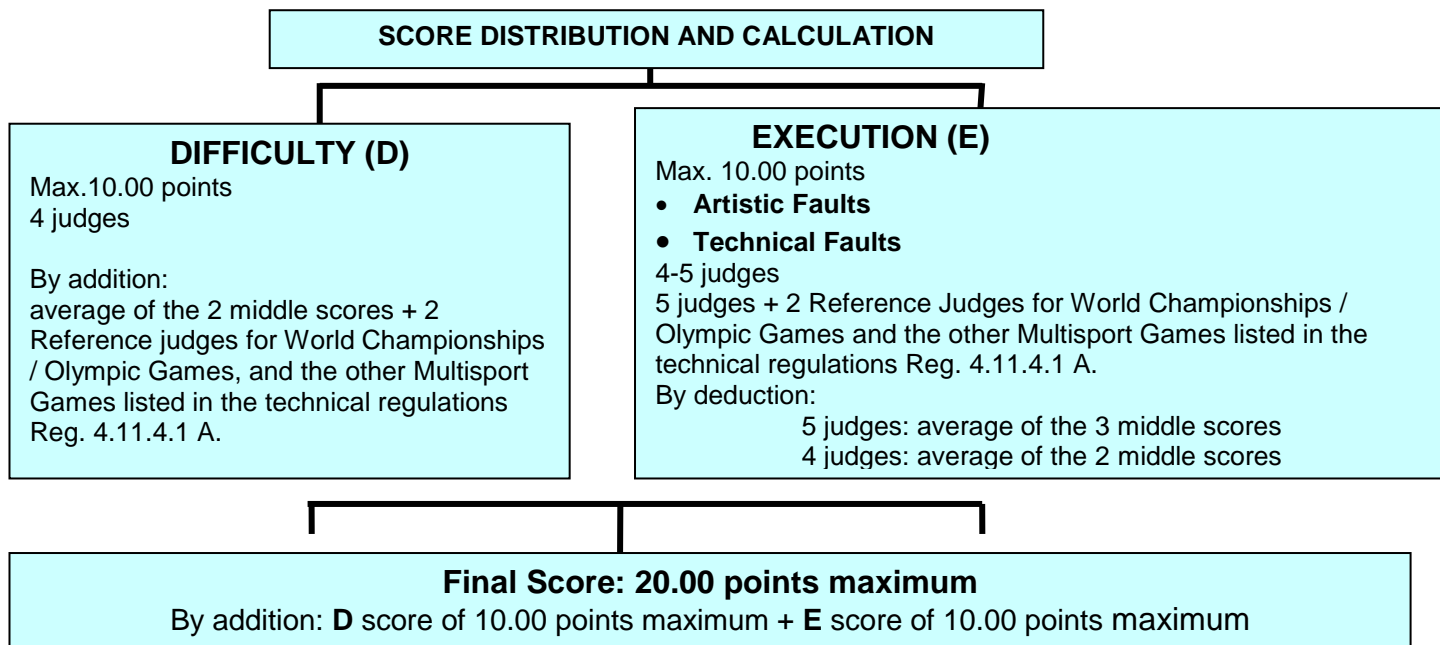 SCORE DISTRIBUTION AND CALCULATION
DIFFICULTY (D)
Max.10.00 points
4 judges
By addition:
average of the 2 middle scores + 2
Reference judges for World Championships
/ Olympic Games, and the other Multisport
Games listed in the technical regulations
Reg. 4.11.4.1 A.
EXECUTION (E)
Max. 10.00 points
• Artistic Faults
• Technical Faults
4-5 judges
5 judges + 2 Reference Judges for World Championships /
Olympic Games and the other Multisport Games listed in the
technical regulations Reg. 4.11.4.1 A.
By deduction:
5 judges: average of the 3 middle scores
4 judges: average of the 2 middle scores
Final Score: 20.00 points maximum
By addition: D score of 10.00 points maximum + E score of 10.00 points maximum